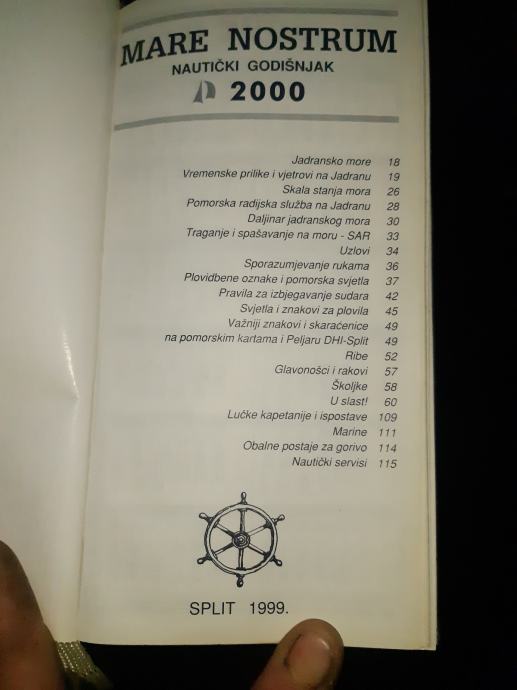 MARE NOSTRUM
NAUTIČKI GODIŠNJAK
2000
Jadransko more 18
Vremenske prilike i vjetrovi na Jadranu 19
Skala stanja mora 26
Pomorska radijska služba na Jadranu 28
Daljinar jadranskog mora 30
Traganje i spašavanje na moru - SAR 33
Uzlovi 34
Sporazumjevanje rukama 36
Plovidbene oznake i pomorska svjetla 37
Pravila za izbjegavanje sudara 42
Svjetla i znakovi za plovila 45
Važniji znakovi i skaraćenice 49
na pomorskim kartama i Peljaru DHI-Split 49
Ribe 52
Glavonošci i rakovi 57
Školjke 58
U slast! 60
Lučke kapetanije i ispostave 109
Marine 111
Obalne postaje za gorivo 114
Nautički servisi 115
SPLIT 1999.